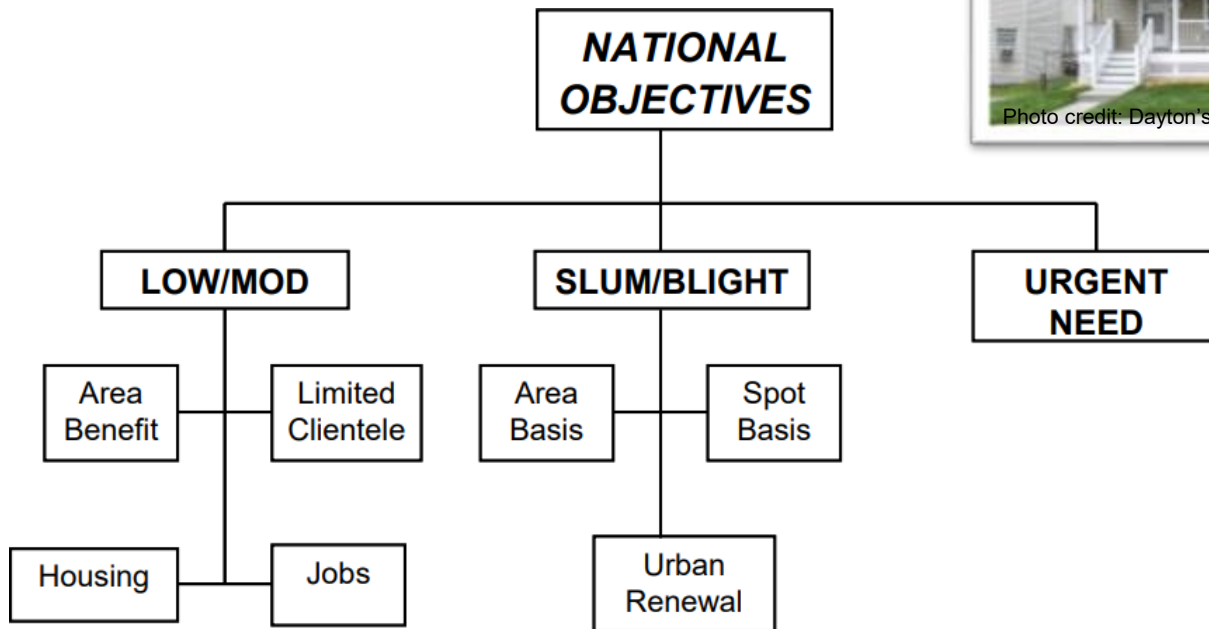 NATIONAL
OBJECTIVES
Photo credit: Dayton's
LOW/MOD
SLUM/BLIGHT
URGENT
NEED
Area
Benefit
Limited
Clientele
Area
Basis
Spot
Basis
Housing
Jobs
Urban
Renewal